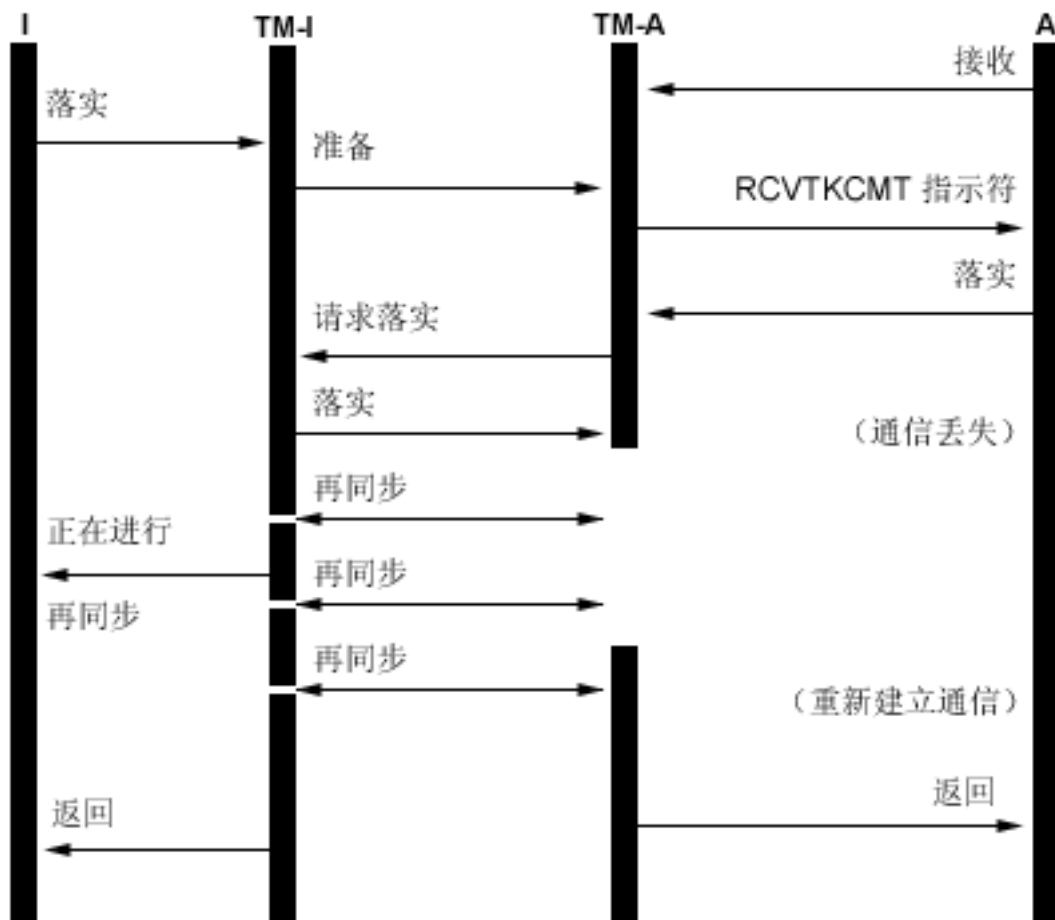 I
TM-I
TM-A
A
接收
落实
准备
RCVTKCMT 指示符
落实
请求落实
落实
（通信丢失）
再同步
正在进行
再同步
再同步
再同步
（重新建立通信）
返回
返回